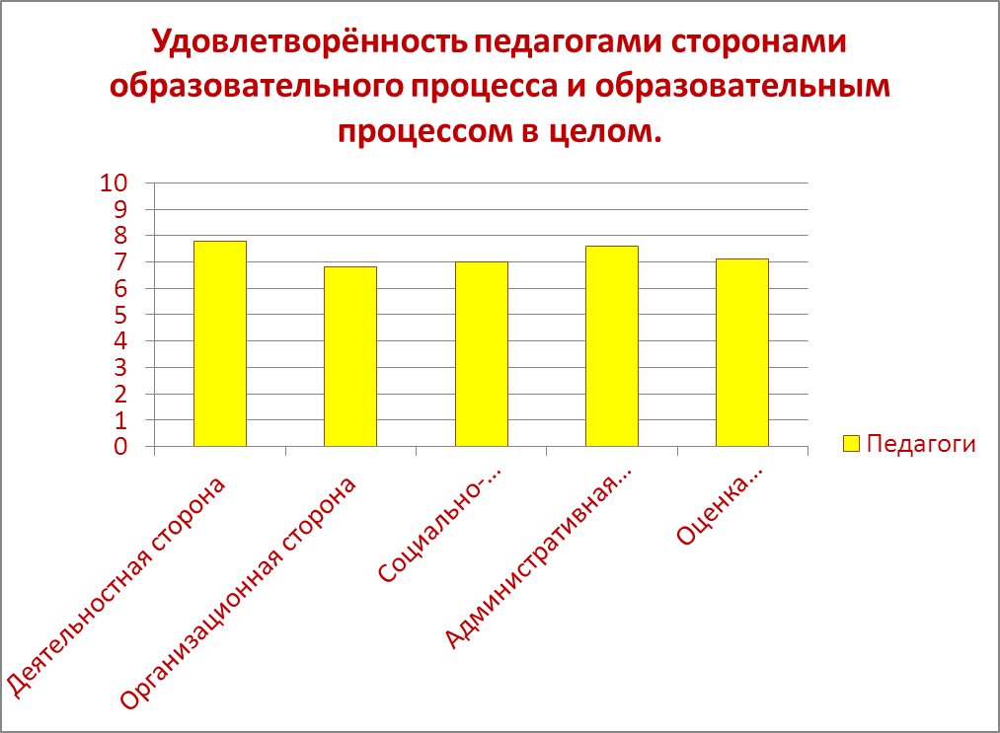 Удовлетворённость педагогами сторонами
образовательного процесса и образовательным
процессом в целом.
10
9
8
7
6
5
4
3
2
1
0
Педагоги
Деятельностная сторона
Организационная сторона
Социально-...
Административная...
Оценка...